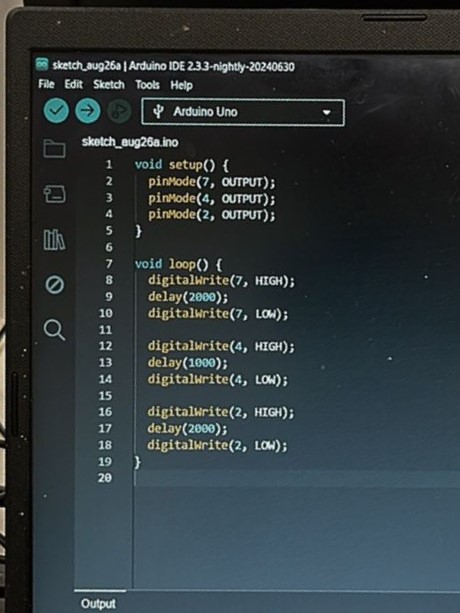 sketch_aug26a | Arduino IDE 2.3.3-nightly-20240630
File Edit Sketch Tools Help
Arduino Uno
sketch_aug26a.ino
1 void setup() {
2 pinMode(7, OUTPUT);
3 pinMode(4, OUTPUT);
4 pinMode(2, OUTPUT);
5 }
6
7 void loop() {
8 digitalWrite(7, HIGH);
9 delay(2000);
10 digitalWrite(7, LOW);
11
12 digitalWrite(4, HIGH);
13 delay(1000);
14 digitalWrite(4, LOW);
15
16 digitalWrite(2, HIGH);
17 delay(2000);
18 digitalWrite(2, LOW);
19 }
20
Output